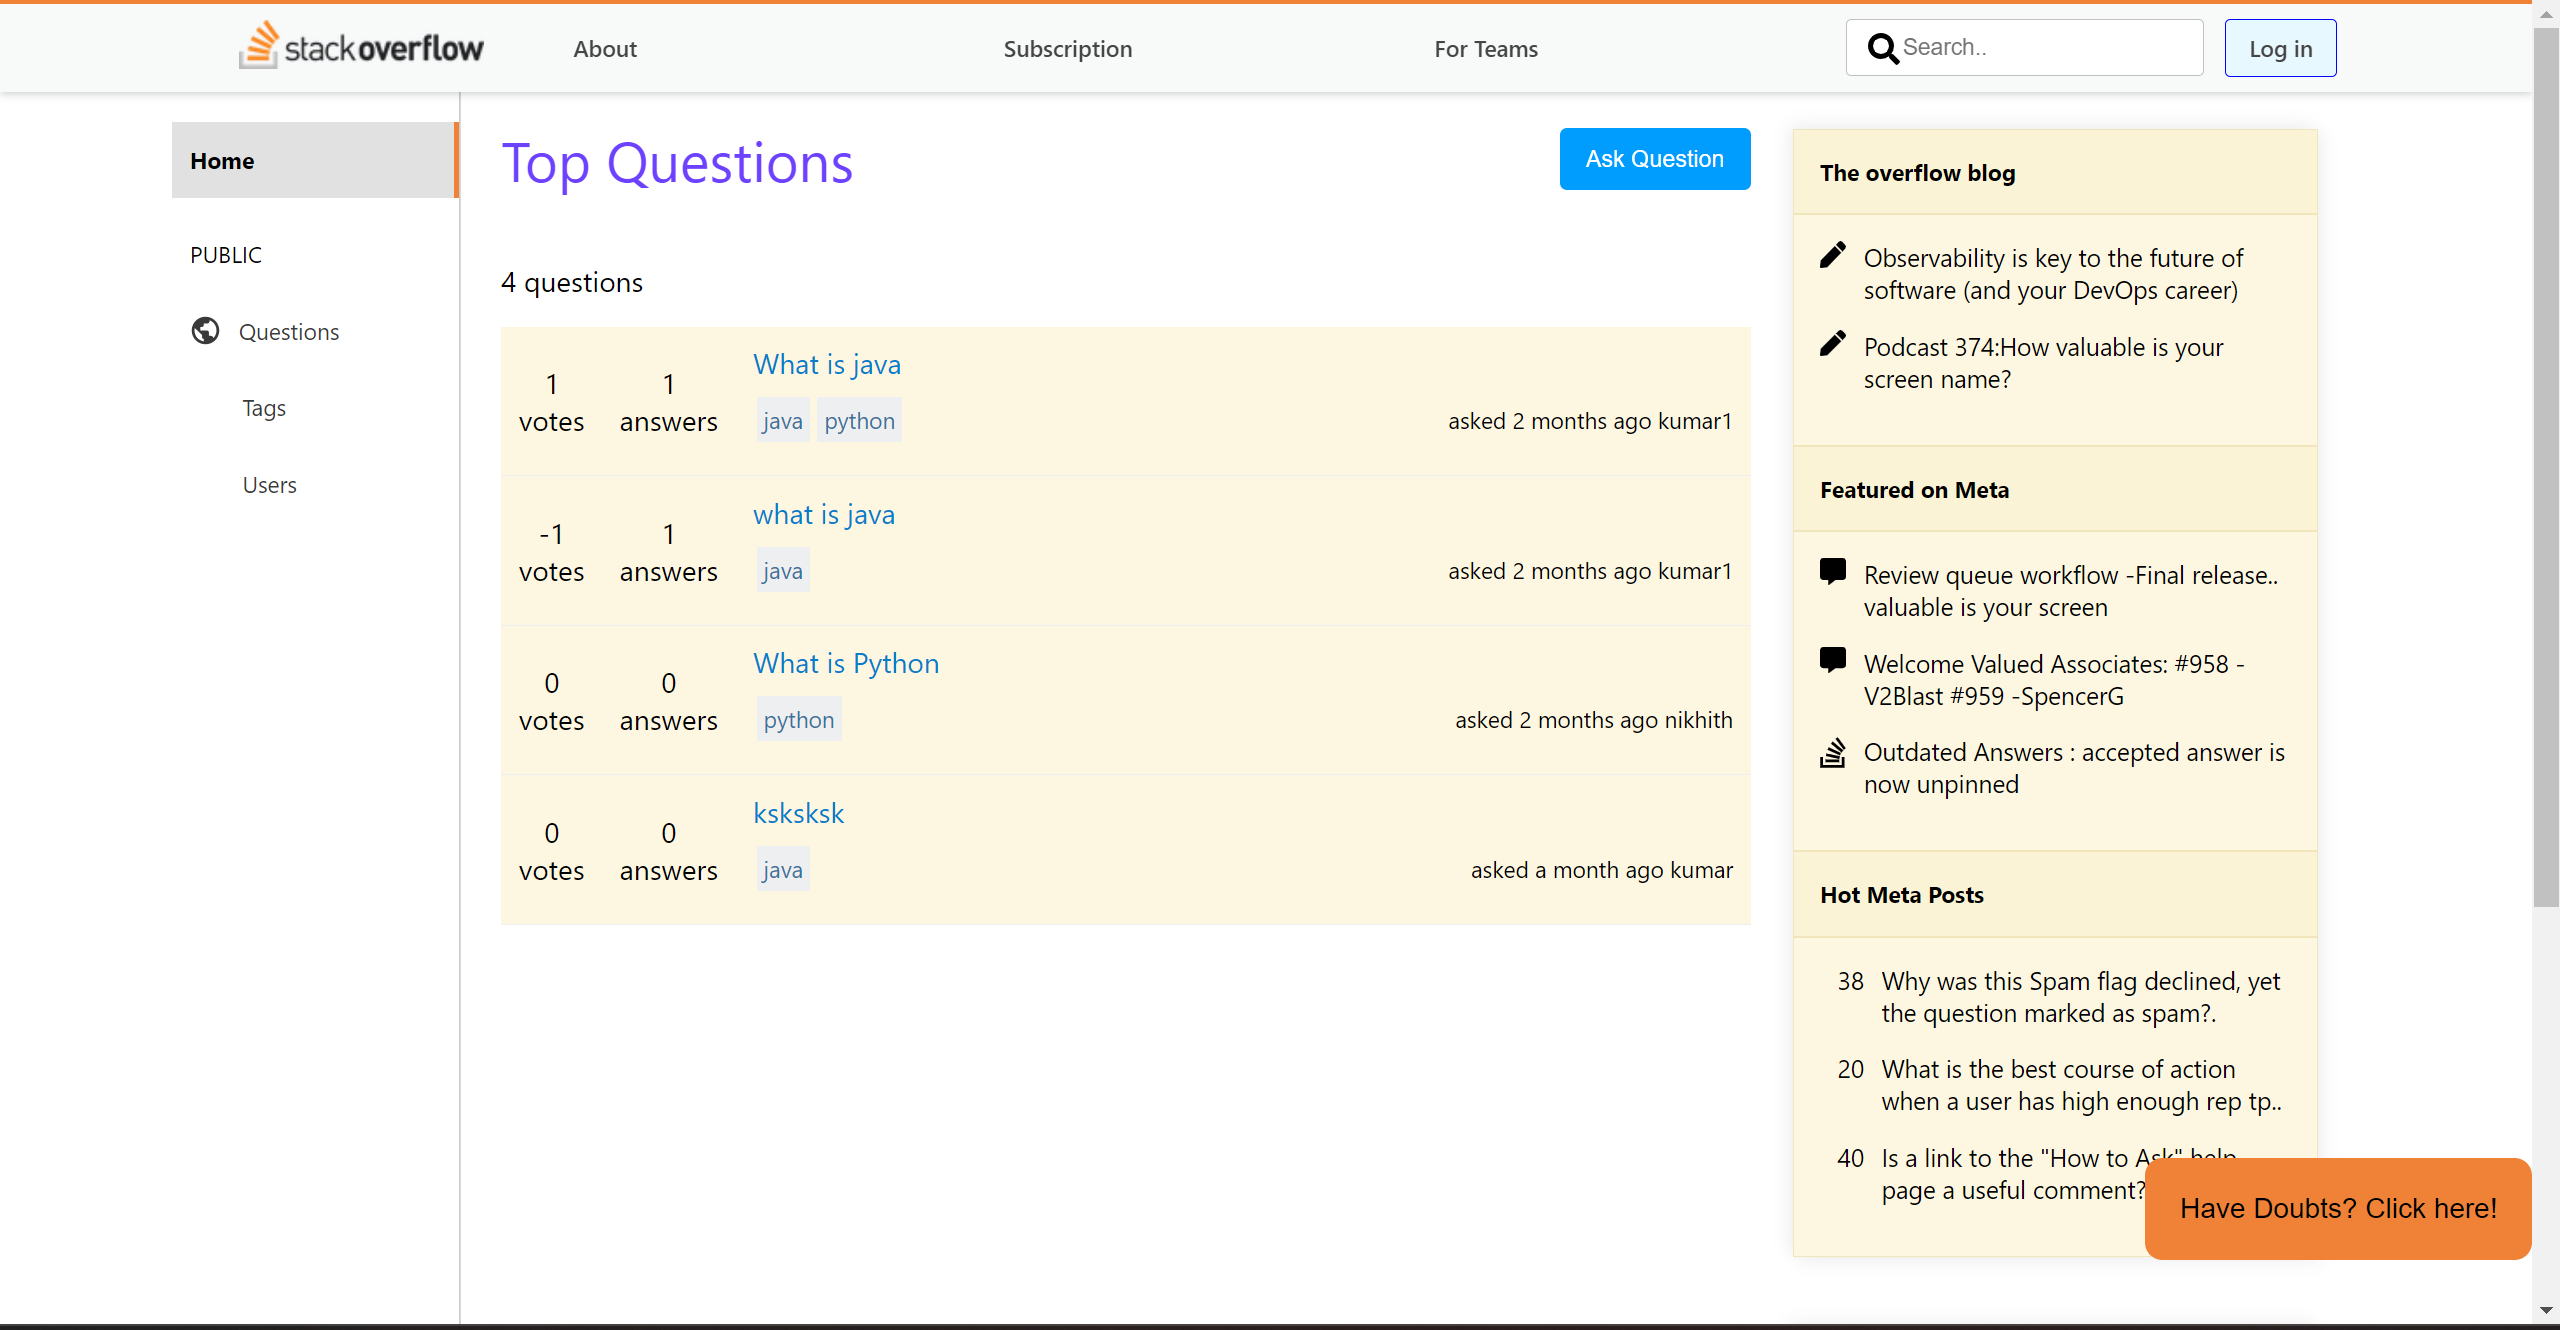 stackoverflow
About
Subscription
For Teams
Search..
Log in
Home
PUBLIC
Questions
Tags
Users
Top Questions
Ask Question
4 questions
1 votes
1 answers
What is java
java python
asked 2 months ago kumar1
-1 votes
1 answers
what is java
java
asked 2 months ago kumar1
0 votes
0 answers
What is Python
python
asked 2 months ago nikhith
0 votes
0 answers
ksksksk
java
asked a month ago kumar
The overflow blog
Observability is key to the future of
software (and your DevOps career)
Podcast 374:How valuable is your
screen name?
Featured on Meta
Review queue workflow -Final release..
valuable is your screen
Welcome Valued Associates: #958 -
V2Blast #959 -SpencerG
Outdated Answers : accepted answer is
now unpinned
Hot Meta Posts
38 Why was this Spam flag declined, yet
the question marked as spam?.
20 What is the best course of action
when a user has high enough rep tp..
40 Is a link to the "How to Ask" help
page a useful comment?
Have Doubts? Click here!